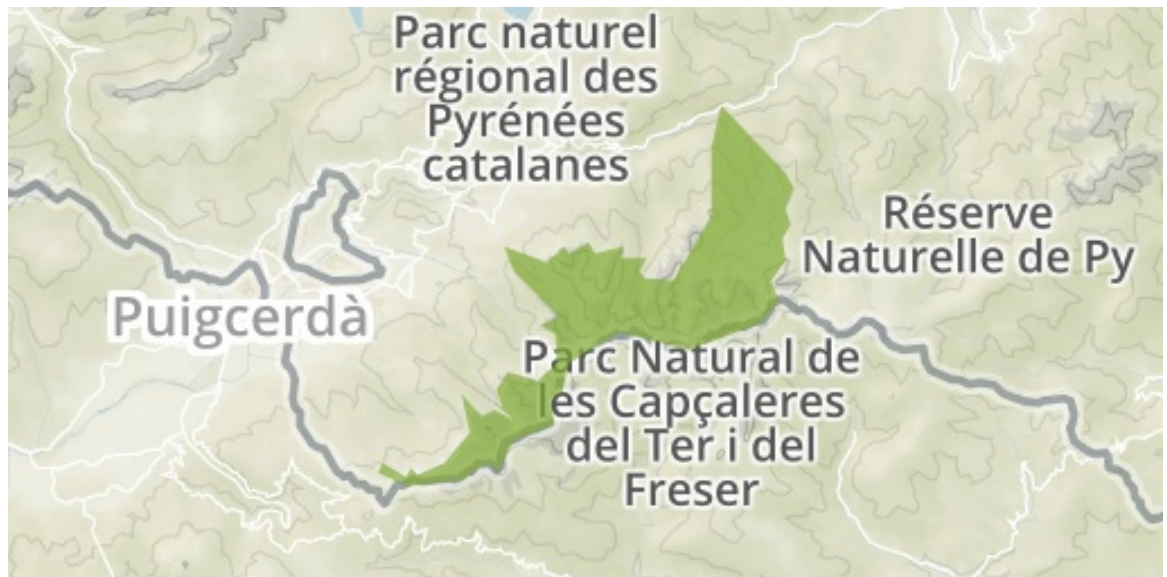 Parc naturel
régional des
Pyrénées
catalanes
Réserve
Naturelle de Py
Puigcerdà
Parc Natural de
les Capçaleres
del Ter i del
Freser